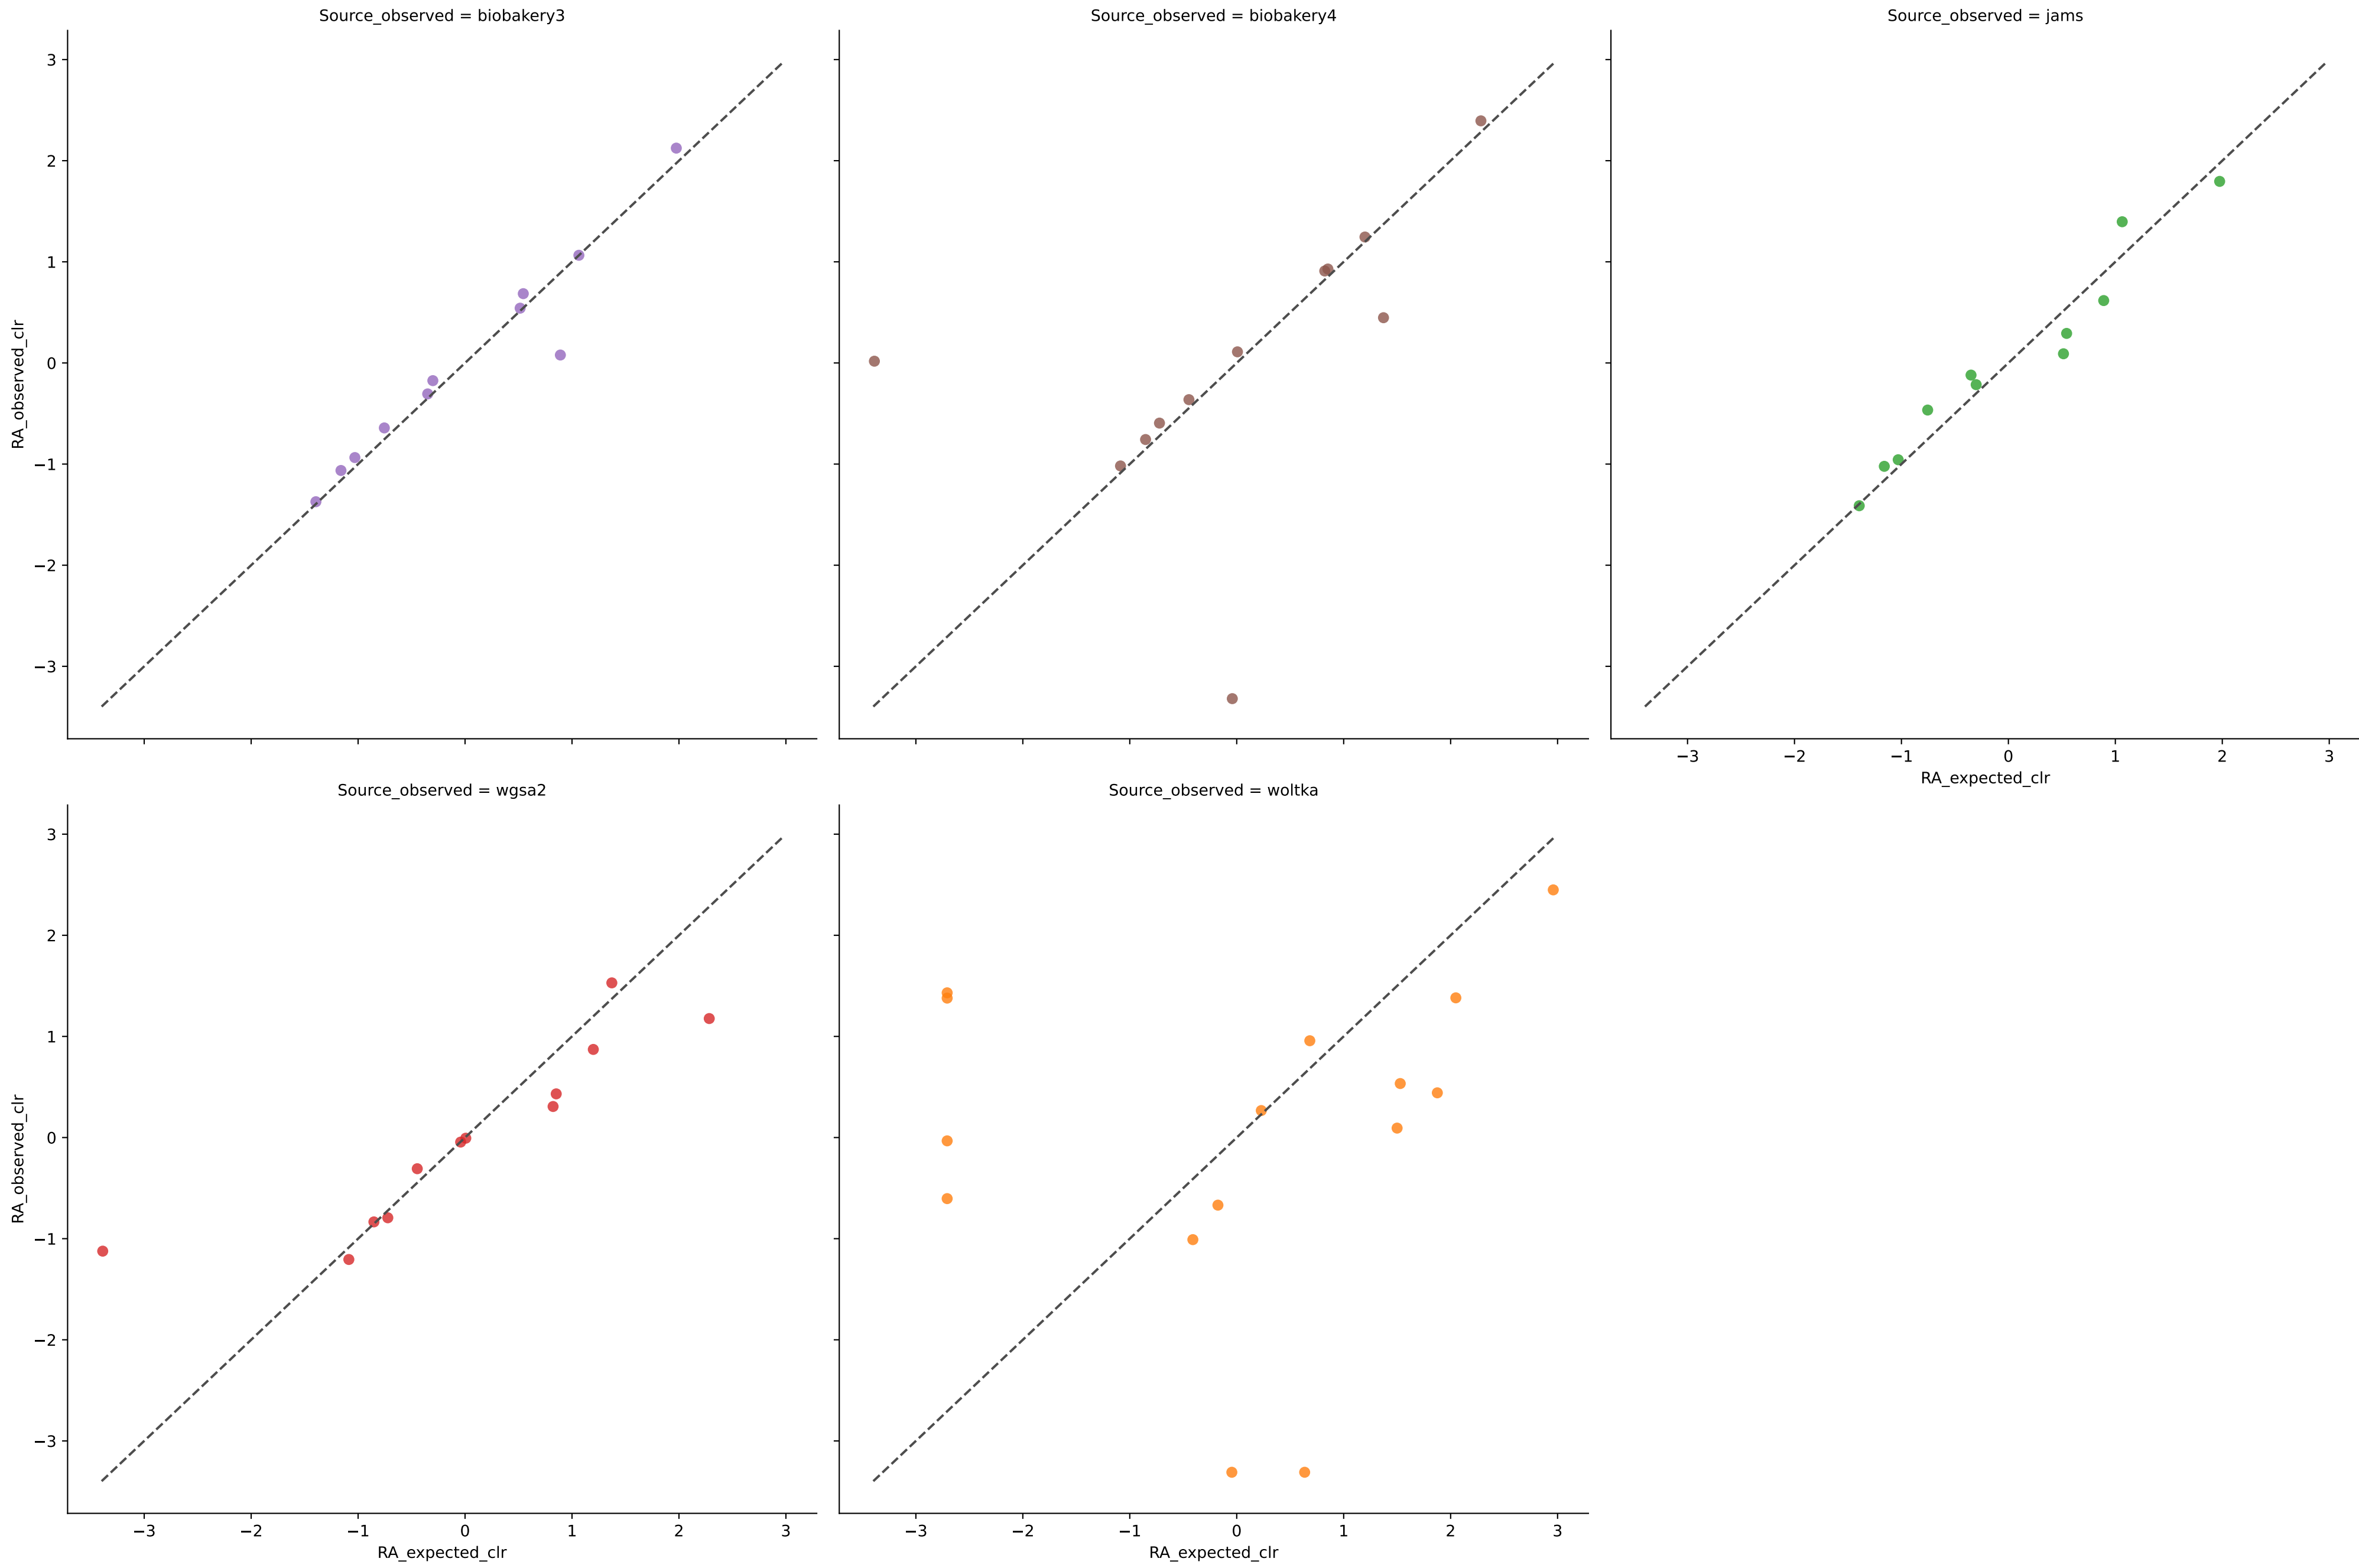 Source_observed = biobakery3
Source_observed = biobakery4
Source_observed = jams
RA_observed_clr
3
2
1
0
−1
−2
−3
−3 −2 −1 0 1 2 3
RA_expected_clr
Source_observed = wgsa2
Source_observed = woltka
RA_observed_clr
3
2
1
0
−1
−2
−3
−3 −2 −1 0 1 2 3
−3 −2 −1 0 1 2 3
RA_expected_clr
RA_expected_clr